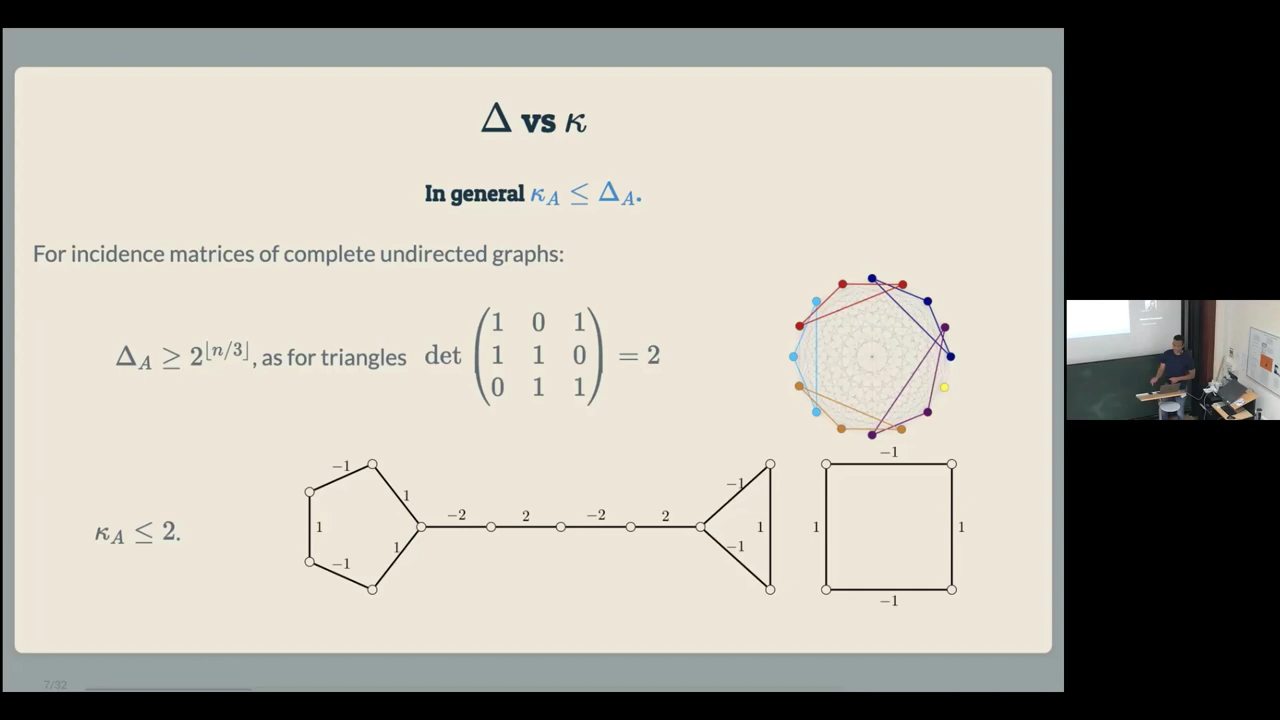 Δ vs κ
In general κ_A ≤ Δ_A.
For incidence matrices of complete undirected graphs:
Δ_A ≥ 2^{⌊n/3⌋}, as for triangles det (1 0 1
1 1 0
0 1 1) = 2
κ_A ≤ 2.
−1
1
1
−1
1
−2
2
−2
2
−1
1
−1
−1
1
1
−1
7/32